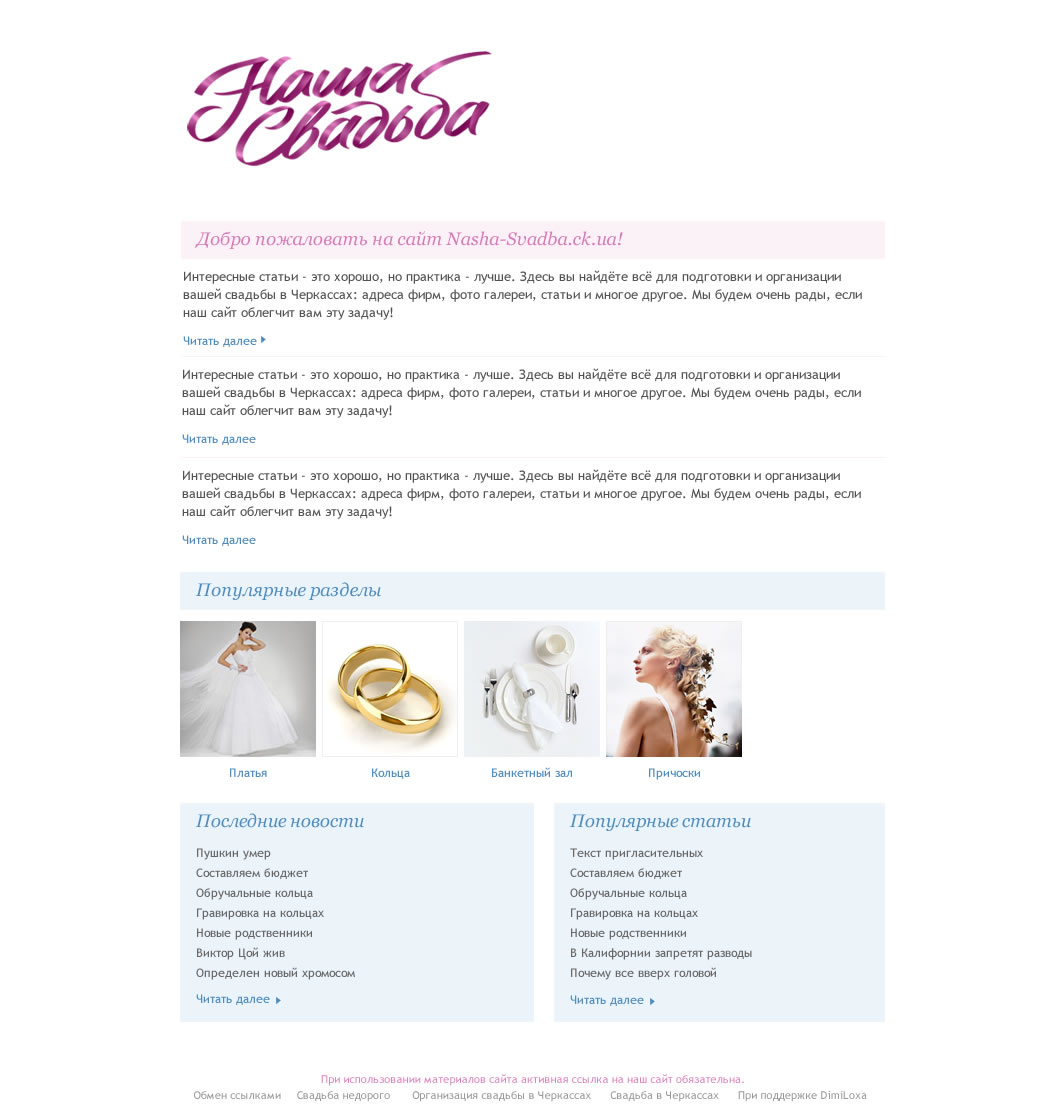 Наша
Свадьба
Добро пожаловать на сайт Nasha-Svadba.ck.ua!
Интересные статьи - это хорошо, но практика - лучше. Здесь вы найдёте всё для подготовки и организации
вашей свадьбы в Черкассах: адреса фирм, фото галереи, статьи и многое другое. Мы будем очень рады, если
наш сайт облегчит вам эту задачу!
Читать далее
Интересные статьи - это хорошо, но практика - лучше. Здесь вы найдёте всё для подготовки и организации
вашей свадьбы в Черкассах: адреса фирм, фото галереи, статьи и многое другое. Мы будем очень рады, если
наш сайт облегчит вам эту задачу!
Читать далее
Интересные статьи - это хорошо, но практика - лучше. Здесь вы найдёте всё для подготовки и организации
вашей свадьбы в Черкассах: адреса фирм, фото галереи, статьи и многое другое. Мы будем очень рады, если
наш сайт облегчит вам эту задачу!
Читать далее
Популярные разделы
Платья Кольца Банкетный зал Причоски
Последние новости
Пушкин умер
Составляем бюджет
Обручальные кольца
Гравировка на кольцах
Новые родственники
Виктор Цой жив
Определен новый хромосом
Читать далее
Популярные статьи
Текст пригласительных
Составляем бюджет
Обручальные кольца
Гравировка на кольцах
Новые родственники
В Калифорнии запретят разводы
Почему все вверх головой
Читать далее
При использовании материалов сайта активная ссылка на наш сайт обязательна.
Обмен ссылками Свадьба недорого Организация свадьбы в Черкассах Свадьба в Черкассах При поддержке DimiLoxa